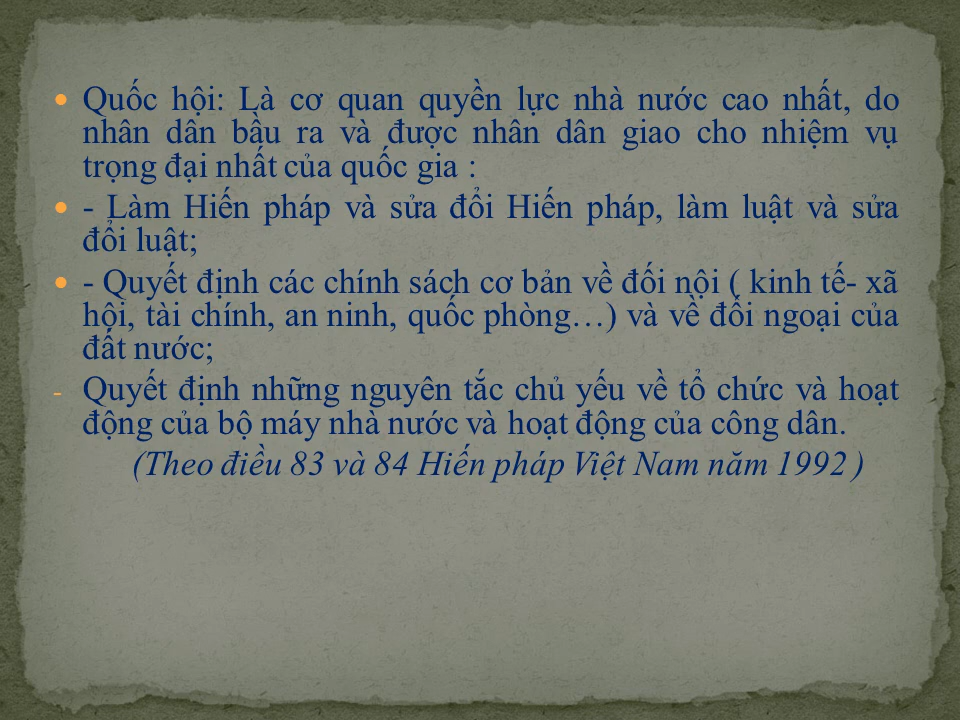 • Quốc hội: Là cơ quan quyền lực nhà nước cao nhất, do
nhân dân bầu ra và được nhân dân giao cho nhiệm vụ
trọng đại nhất của quốc gia :
• - Làm Hiến pháp và sửa đổi Hiến pháp, làm luật và sửa
đổi luật;
• - Quyết định các chính sách cơ bản về đối nội ( kinh tế- xã
hội, tài chính, an ninh, quốc phòng…) và về đối ngoại của
đất nước;
- Quyết định những nguyên tắc chủ yếu về tổ chức và hoạt
động của bộ máy nhà nước và hoạt động của công dân.
(Theo điều 83 và 84 Hiến pháp Việt Nam năm 1992 )